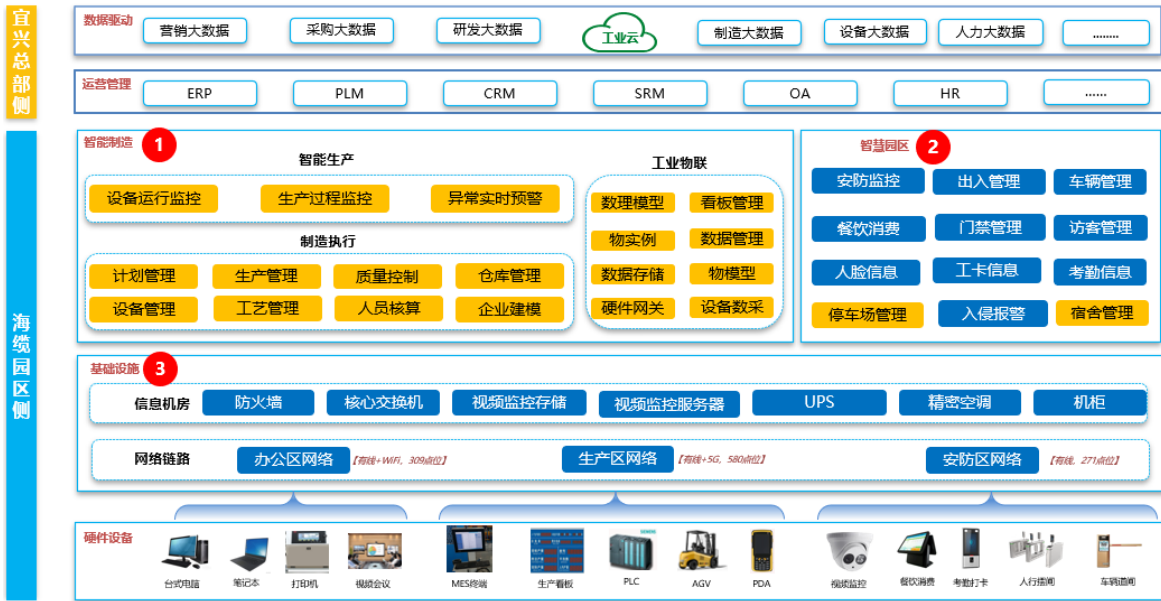 宜兴总部侧
数据驱动
营销大数据 采购大数据 研发大数据 工业云 制造大数据 设备大数据 人力大数据 ........
运营管理
ERP PLM CRM SRM OA HR ......
海缆园区侧
智能制造 1
智能生产
设备运行监控 生产过程监控 异常实时预警
制造执行
计划管理 生产管理 质量控制 仓库管理
设备管理 工艺管理 人员核算 企业建模
工业物联
数理模型 看板管理
物实例 数据管理
数据存储 物模型
硬件网关 设备数采
智慧园区 2
安防监控 出入管理 车辆管理
餐饮消费 门禁管理 访客管理
人脸信息 工卡信息 考勤信息
停车场管理 入侵报警 宿舍管理
基础设施 3
信息机房 防火墙 核心交换机 视频监控存储 视频监控服务器 UPS 精密空调 机柜
网络链路 办公区网络 【有线+WiFi，309点位】 生产区网络 【有线+5G，580点位】 安防区网络 【有线，271点位】
硬件设备
SIEMENS
台式电脑 笔记本 打印机 视频会议 MES终端 生产看板 PLC AGV PDA 视频监控 餐饮消费 考勤打卡 人行摆闸 车辆道闸